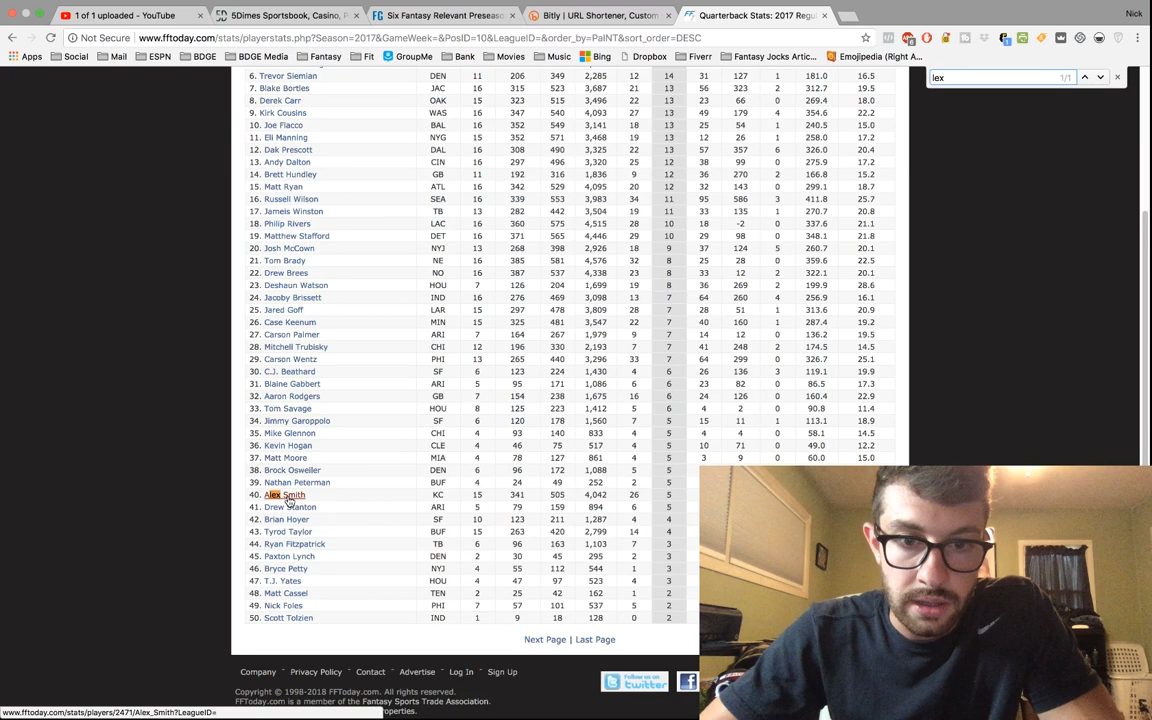 1 of 1 uploaded - YouTube × 5Dimes Sportsbook, Casino, P × Six Fantasy Relevant Preseaso × Bitly | URL Shortener, Custom × Quarterback Stats: 2017 Regul × Nick
Not Secure www.fftoday.com/stats/playerstats.php?Season=2017&GameWeek=&PosID=10&LeagueID=&order_by=PaINT&sort_order=DESC
Apps Social Mail ESPN BDGE BDGE Fantasy Fit GroupMe Bank Movies Music Bing Dropbox Fantasy Jocks Artic... Emojipedia (Right A...
lex 1/1
6. Trevor Siemian DEN 11 206 349 2,285 12 14 31 127 1 181.0 16.5
7. Blake Bortles JAC 16 315 523 3,687 21 13 56 323 2 312.7 19.5
8. Derek Carr OAK 15 323 515 3,496 22 13 23 66 0 269.4 18.0
9. Kirk Cousins WAS 16 347 540 4,093 27 13 49 179 4 354.6 22.2
10. Joe Flacco BAL 16 352 549 3,141 18 13 25 54 1 240.5 15.0
11. Eli Manning NYG 15 352 571 3,468 19 13 12 26 1 258.0 17.2
12. Dak Prescott DAL 16 308 490 3,325 22 13 57 357 6 326.0 20.4
13. Andy Dalton CIN 16 297 496 3,320 25 12 38 99 0 275.9 17.2
14. Brett Hundley GB 11 192 316 1,836 9 12 36 270 2 166.8 15.2
15. Matt Ryan ATL 16 342 529 4,095 20 12 32 143 0 299.1 18.7
16. Russell Wilson SEA 16 339 553 3,983 34 11 95 586 3 411.8 25.7
17. Jameis Winston TB 13 282 442 3,504 19 11 33 135 1 270.7 20.8
18. Philip Rivers LAC 16 360 575 4,515 28 10 18 -2 0 337.6 21.1
19. Matthew Stafford DET 16 371 565 4,446 29 10 29 98 0 348.1 21.8
20. Josh McCown NYJ 13 268 398 2,926 18 9 37 124 5 260.7 20.1
21. Tom Brady NE 16 385 581 4,576 32 8 25 28 0 359.6 22.5
22. Drew Brees NO 16 387 537 4,338 23 8 33 12 2 322.1 20.1
23. Deshaun Watson HOU 7 126 204 1,699 19 8 36 269 2 199.9 28.6
24. Jacoby Brissett IND 16 276 469 3,098 13 7 64 260 4 256.9 16.1
25. Jared Goff LAR 15 297 478 3,809 28 7 28 51 1 313.6 20.9
26. Case Keenum MIN 15 325 481 3,547 22 7 40 160 1 287.4 19.2
27. Carson Palmer ARI 7 164 267 1,979 9 7 14 12 0 136.2 19.5
28. Mitchell Trubisky CHI 12 196 330 2,193 7 7 41 248 2 174.5 14.5
29. Carson Wentz PHI 13 265 440 3,296 33 7 64 299 0 326.7 25.1
30. C.J. Beathard SF 6 123 224 1,430 4 6 26 136 3 119.1 19.9
31. Blaine Gabbert ARI 5 95 171 1,086 6 6 23 82 0 86.5 17.3
32. Aaron Rodgers GB 7 154 238 1,675 16 6 24 126 0 160.4 22.9
33. Tom Savage HOU 8 125 223 1,412 5 6 4 2 0 90.8 11.4
34. Jimmy Garoppolo SF 6 120 178 1,560 7 5 15 11 1 113.1 18.9
35. Mike Glennon CHI 4 93 140 833 4 5 4 4 0 58.1 14.5
36. Kevin Hogan CLE 4 46 75 517 4 5 10 71 0 49.0 12.2
37. Matt Moore MIA 4 78 127 861 4 5 3 9 0 60.0 15.0
38. Brock Osweiler DEN 6 96 172 1,088 5 5
39. Nathan Peterman BUF 4 24 49 252 2 5
40. Alex Smith KC 15 341 505 4,042 26 5
41. Drew Stanton ARI 5 79 159 894 6 5
42. Brian Hoyer SF 10 123 211 1,287 4 4
43. Tyrod Taylor BUF 15 263 420 2,799 14 4
44. Ryan Fitzpatrick TB 6 96 163 1,103 7 3
45. Paxton Lynch DEN 2 30 45 295 2 3
46. Bryce Petty NYJ 4 55 112 544 1 3
47. T.J. Yates HOU 4 47 97 523 4 3
48. Matt Cassel TEN 2 25 42 162 1 2
49. Nick Foles PHI 7 57 101 537 5 2
50. Scott Tolzien IND 1 9 18 128 0 2
Next Page | Last Page
Company ~ Privacy Policy ~ Contact ~ Advertise ~ Log In ~ Sign Up
Follow us on twitter f
Copyright © 1998-2018 FFToday.com. All rights reserved.
FFToday.com is a member of the Fantasy Sports Trade Association.
www.fftoday.com/stats/players/2471/Alex_Smith?LeagueID= operties.